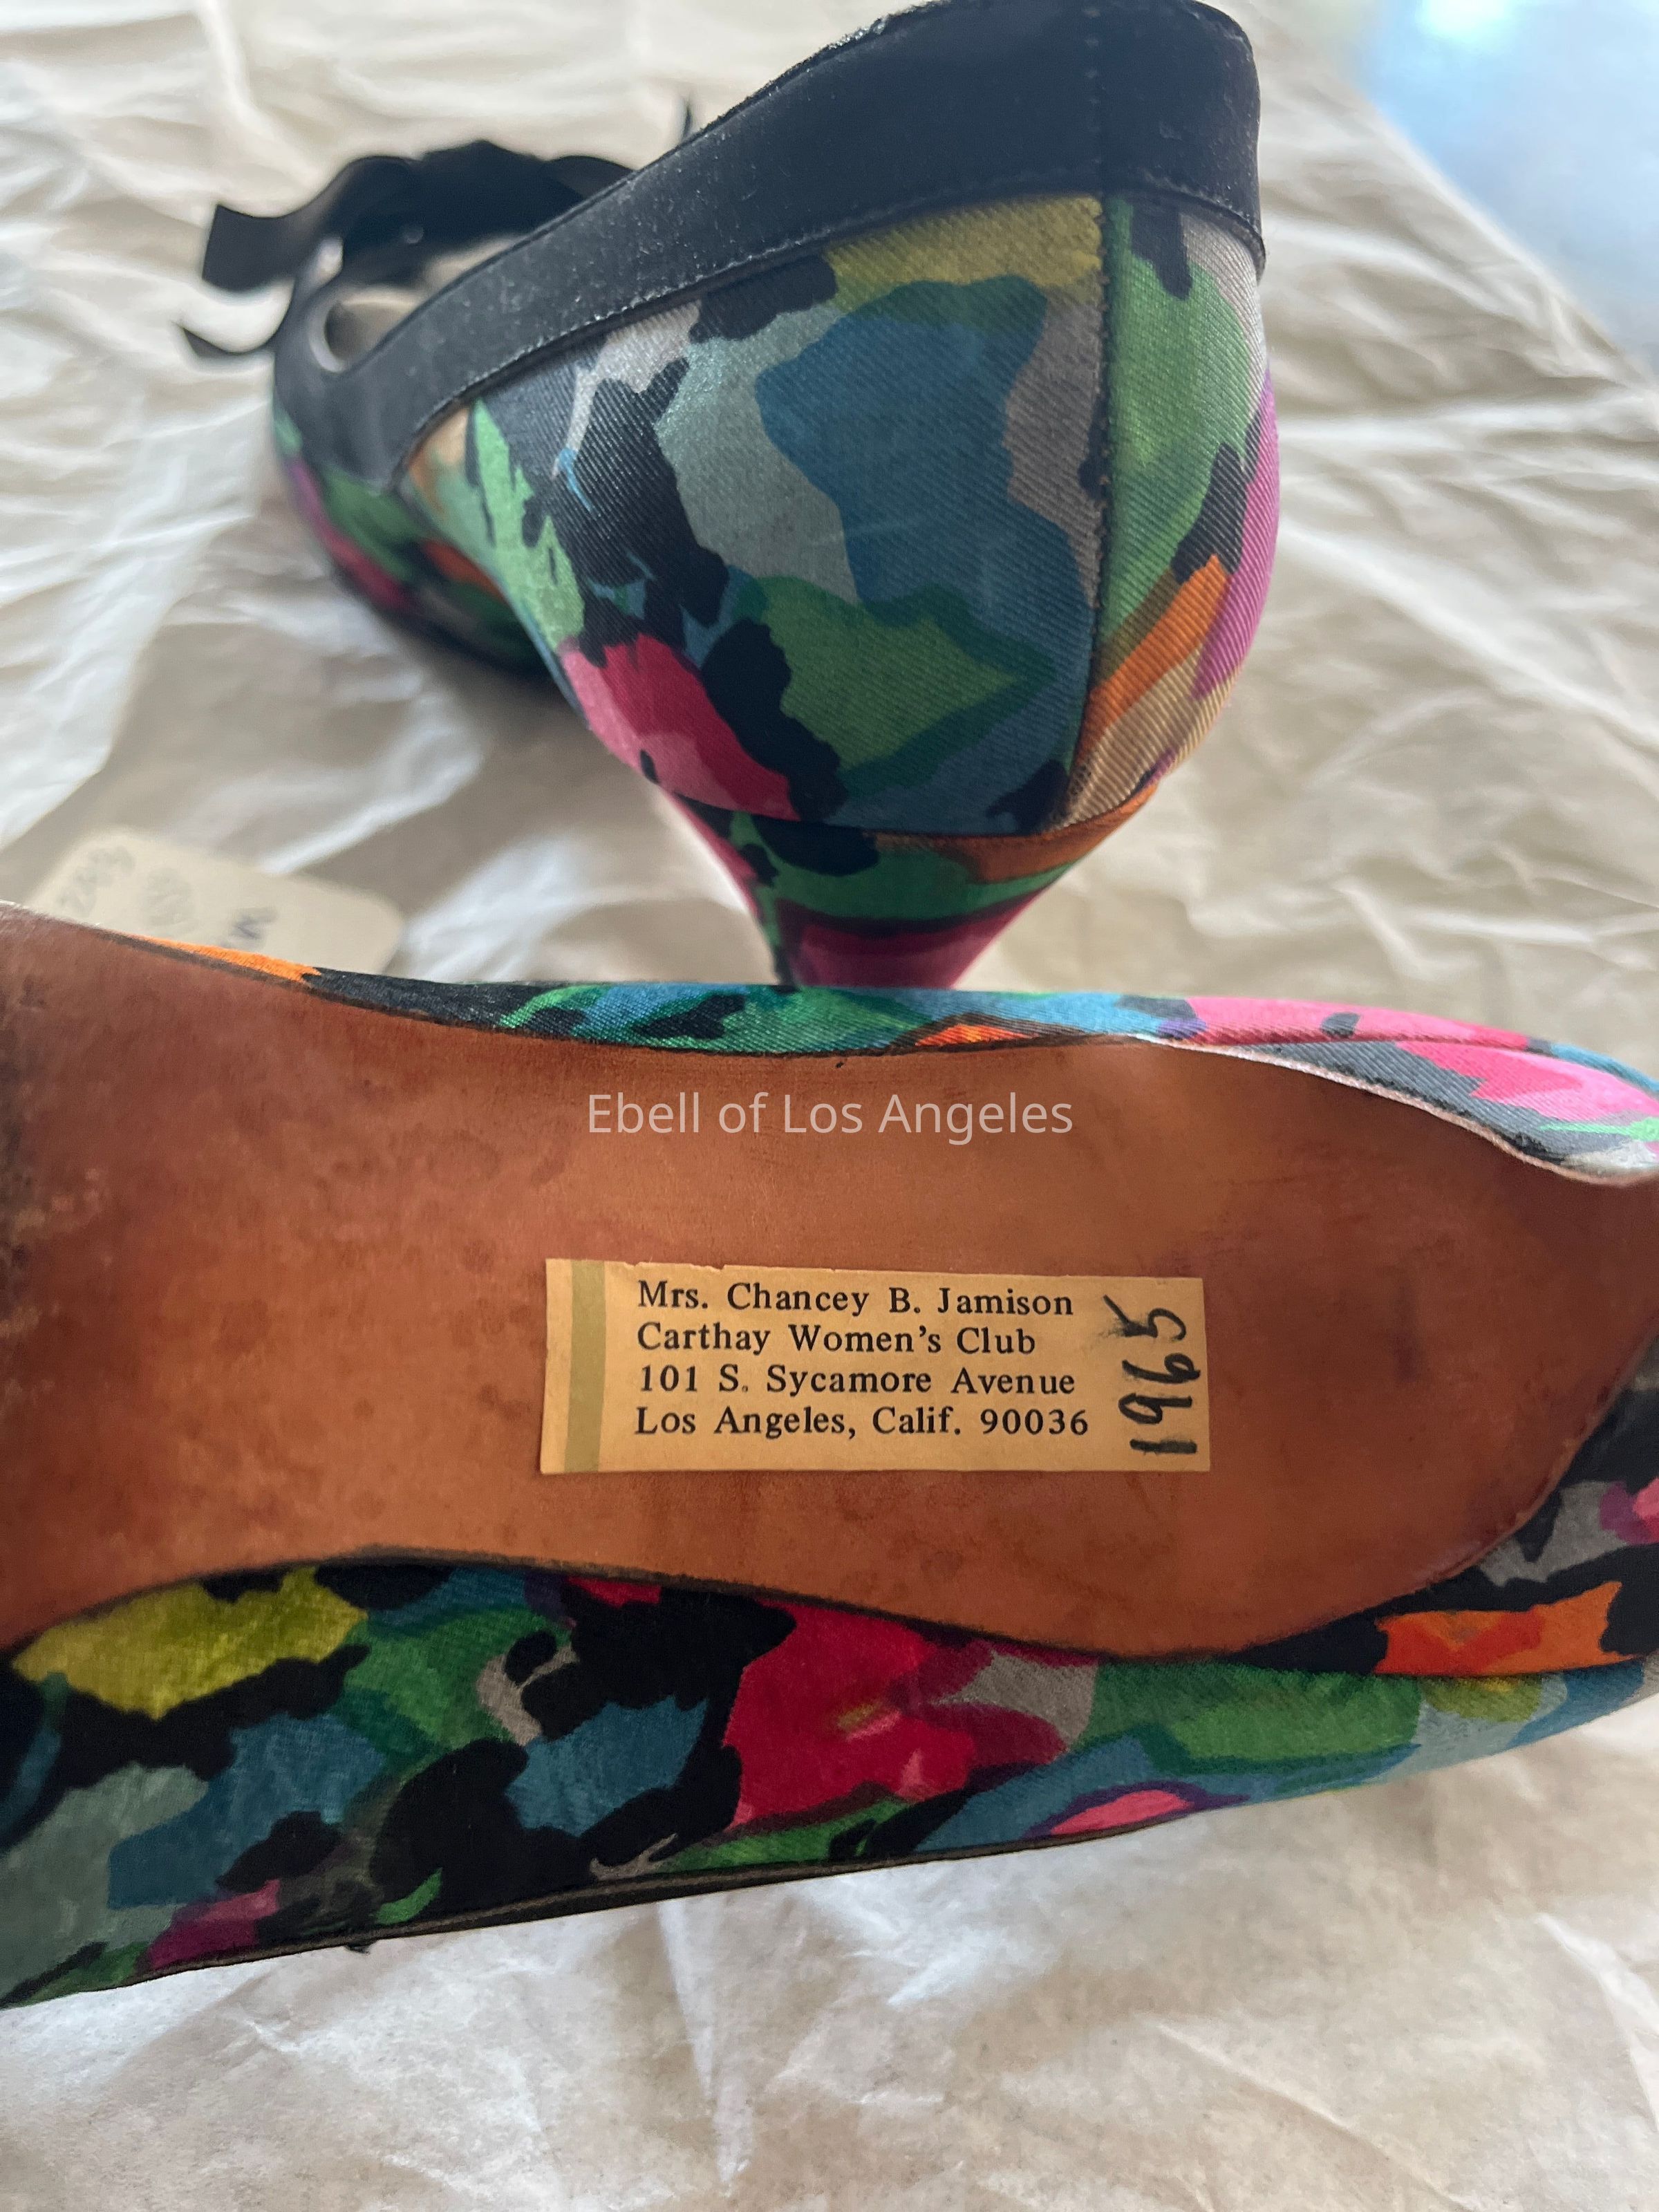 Ebell of Los Angeles
Mrs. Chancey B. Jamison
Carthay Women's Club
101 S. Sycamore Avenue
Los Angeles, Calif. 90036
1965